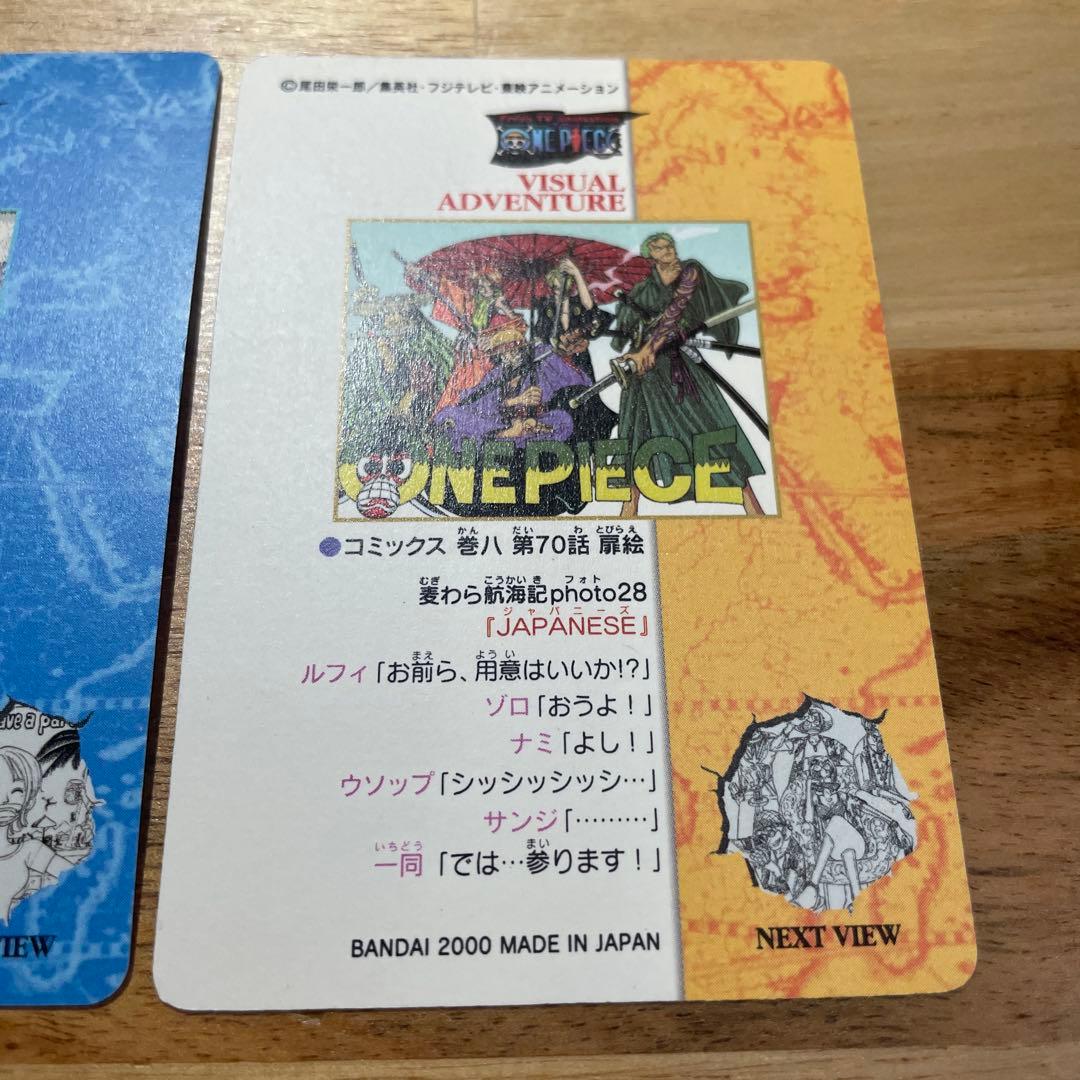 ©尾田栄一郎/集英社・フジテレビ・東映アニメーション
From TV animation
ONE PIECE
VISUAL
ADVENTURE
ONE PIECE
●コミックス 巻八 第70話 扉絵
麦わら航海記photo28
『JAPANESE』
ルフィ「お前ら、用意はいいか!?」
ゾロ「おうよ！」
ナミ「よし！」
ウソップ「シッシッシッシ…」
サンジ「………」
一同「では…参ります！」
BANDAI 2000 MADE IN JAPAN
NEXT VIEW
ave a par
VIEW